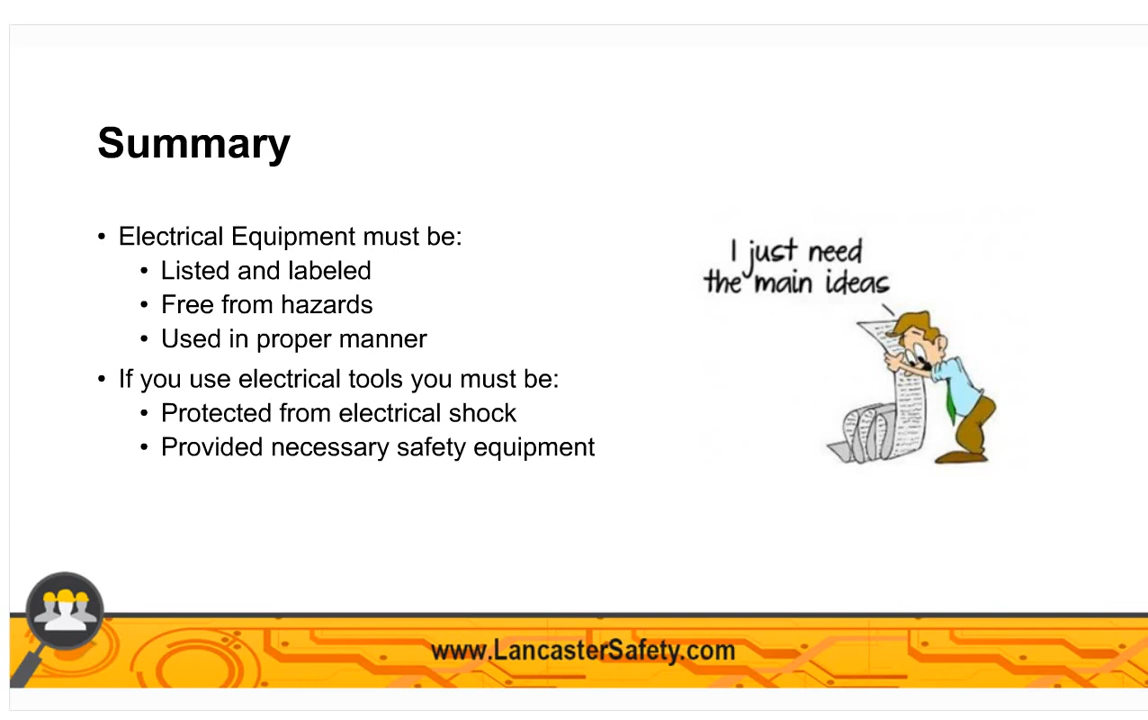 Summary
• Electrical Equipment must be:
• Listed and labeled
• Free from hazards
• Used in proper manner
• If you use electrical tools you must be:
• Protected from electrical shock
• Provided necessary safety equipment
I just need
the main ideas
www.LancasterSafety.com